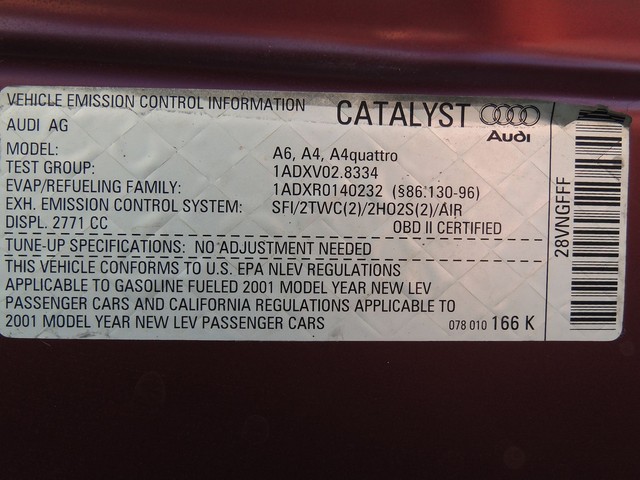 VEHICLE EMISSION CONTROL INFORMATION
CATALYST
Audi
AUDI AG
MODEL: A6, A4, A4quattro
TEST GROUP: 1ADXV02.8334
EVAP/REFUELING FAMILY: 1ADXR0140232 (§86.130-96)
EXH. EMISSION CONTROL SYSTEM: SFI/2TWC(2)/2HO2S(2)/AIR
DISPL. 2771 CC OBD II CERTIFIED
TUNE-UP SPECIFICATIONS: NO ADJUSTMENT NEEDED
THIS VEHICLE CONFORMS TO U.S. EPA NLEV REGULATIONS
APPLICABLE TO GASOLINE FUELED 2001 MODEL YEAR NEW LEV
PASSENGER CARS AND CALIFORNIA REGULATIONS APPLICABLE TO
2001 MODEL YEAR NEW LEV PASSENGER CARS
078 010 166 K
28VNGFFF